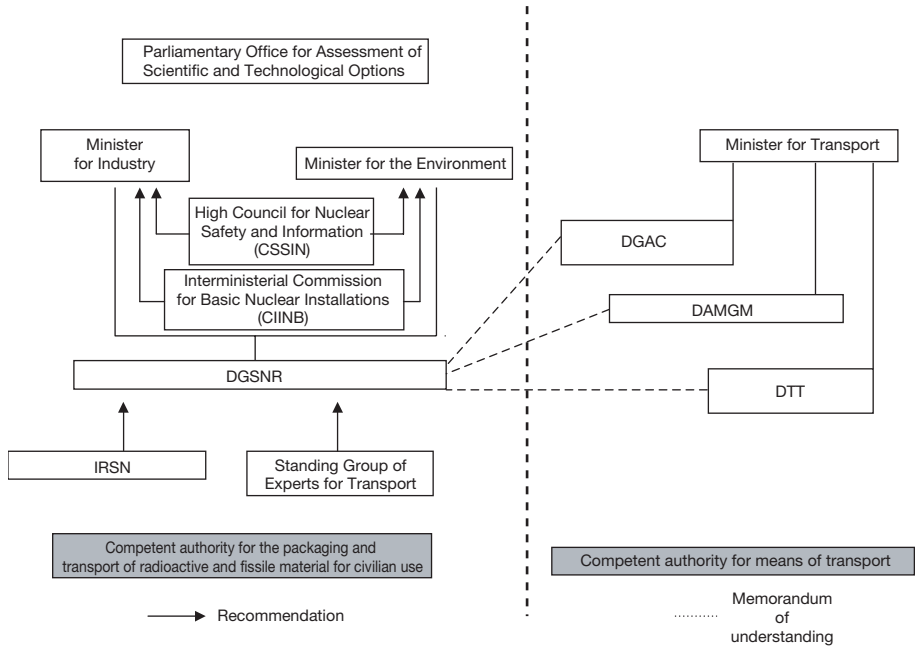 Parliamentary Office for Assessment of
Scientific and Technological Options
Minister
for Industry
Minister for the Environment
Minister for Transport
High Council for Nuclear
Safety and Information
(CSSIN)
DGAC
Interministerial Commission
for Basic Nuclear Installations
(CIINB)
DAMGM
DGSNR
DTT
IRSN
Standing Group of
Experts for Transport
Competent authority for the packaging and
transport of radioactive and fissile material for civilian use
Competent authority for means of transport
Recommendation
Memorandum
of
understanding